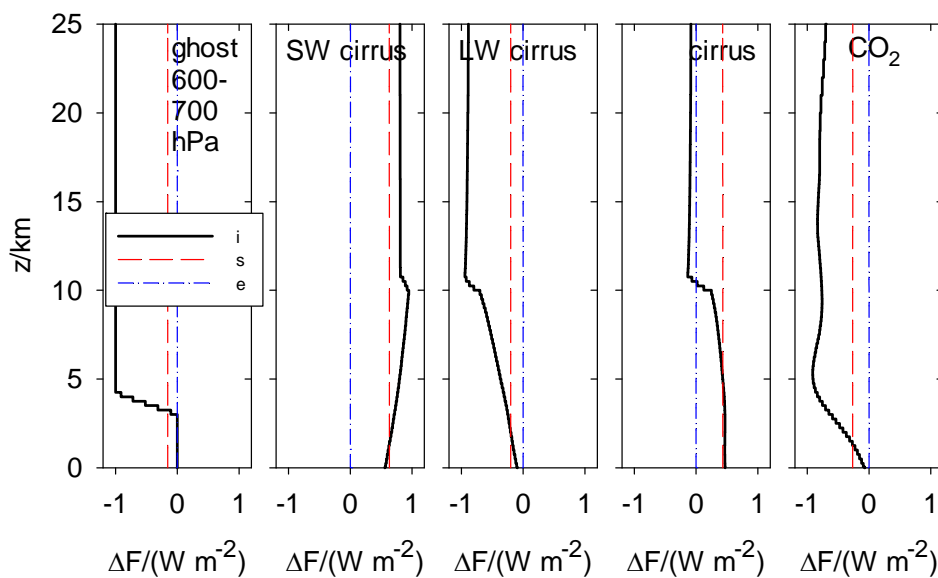 ghost
600-
700
hPa
SW cirrus
LW cirrus
cirrus
CO2
25
20
15
10
5
0
z/km
i
s
e
-1 0 1
-1 0 1
-1 0 1
-1 0 1
-1 0 1
ΔF/(W m-2)
ΔF/(W m-2)
ΔF/(W m-2)
ΔF/(W m-2)
ΔF/(W m-2)